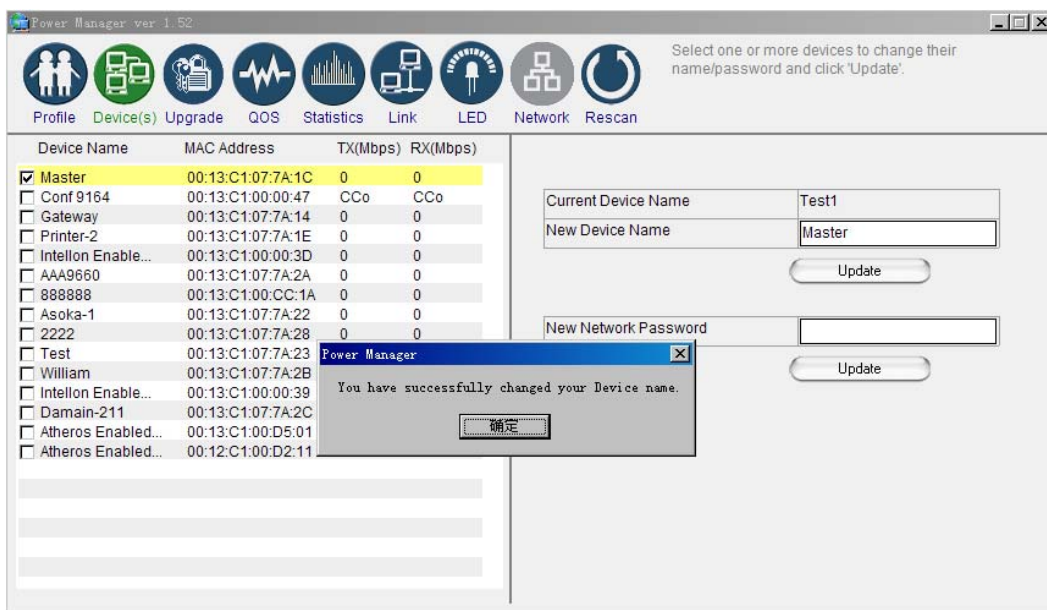 Power Manager ver 1.52
Select one or more devices to change their
name/password and click 'Update'.
Profile Device(s) Upgrade QOS Statistics Link LED Network Rescan
Device Name MAC Address TX(Mbps) RX(Mbps)
Master 00:13:C1:07:7A:1C 0 0
Conf 9164 00:13:C1:00:00:47 CCo CCo
Gateway 00:13:C1:07:7A:14 0 0
Printer-2 00:13:C1:07:7A:1E 0 0
Intellon Enable... 00:13:C1:00:00:3D 0 0
AAA9660 00:13:C1:07:7A:2A 0 0
888888 00:13:C1:00:CC:1A 0 0
Asoka-1 00:13:C1:07:7A:22 0 0
2222 00:13:C1:07:7A:28 0 0
Test 00:13:C1:07:7A:23
William 00:13:C1:07:7A:2B
Intellon Enable... 00:13:C1:00:00:39
Damain-211 00:13:C1:07:7A:2C
Atheros Enabled... 00:13:C1:00:D5:01
Atheros Enabled... 00:12:C1:00:D2:11
Current Device Name Test1
New Device Name Master
Update
New Network Password
Update
Power Manager
You have successfully changed your Device name.
确定